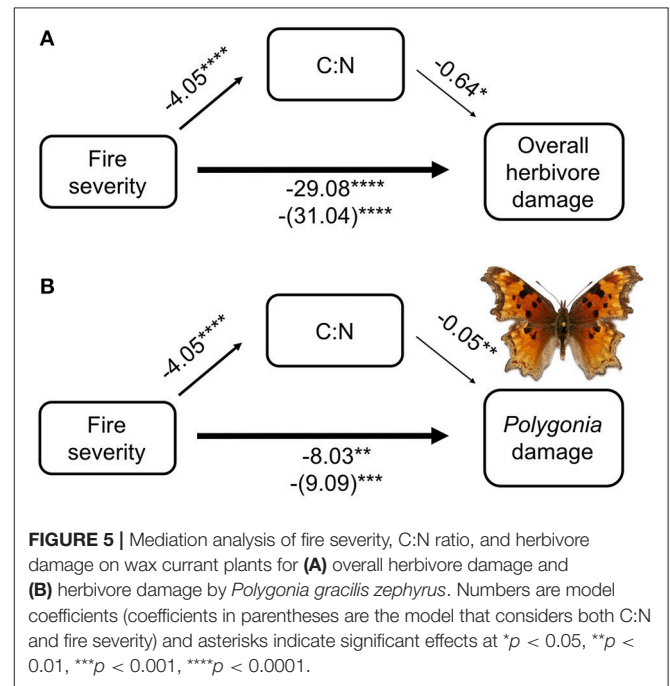 A
C:N
-4.05****
-0.64*
Fire
severity
Overall
herbivore
damage
-29.08****
-(31.04)****
B
C:N
-4.05****
-0.05**
Fire
severity
Polygonia
damage
-8.03**
-(9.09)***
FIGURE 5 | Mediation analysis of fire severity, C:N ratio, and herbivore
damage on wax currant plants for (A) overall herbivore damage and
(B) herbivore damage by Polygonia gracilis zephyrus. Numbers are model
coefficients (coefficients in parentheses are the model that considers both C:N
and fire severity) and asterisks indicate significant effects at *p < 0.05, **p <
0.01, ***p < 0.001, ****p < 0.0001.